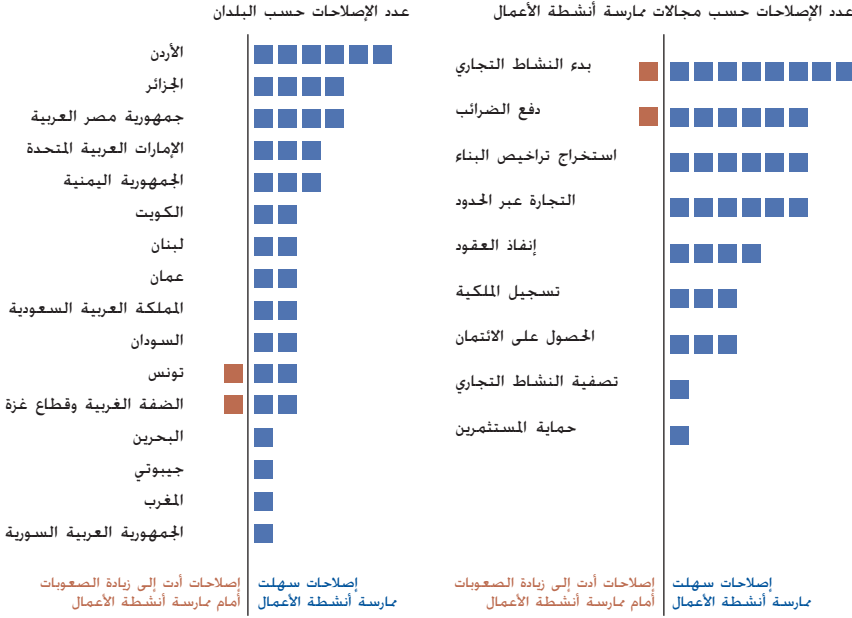 عدد الإصلاحات حسب مجالات ممارسة أنشطة الأعمال
بدء النشاط التجاري
دفع الضرائب
استخراج تراخيص البناء
التجارة عبر الحدود
إنفاذ العقود
تسجيل الملكية
الحصول على الائتمان
تصفية النشاط التجاري
حماية المستثمرين
إصلاحات سهلت
ممارسة أنشطة الأعمال
إصلاحات أدت إلى زيادة الصعوبات
أمام ممارسة أنشطة الأعمال
عدد الإصلاحات حسب البلدان
الأردن
الجزائر
جمهورية مصر العربية
الإمارات العربية المتحدة
الجمهورية اليمنية
الكويت
لبنان
عمان
المملكة العربية السعودية
السودان
تونس
الضفة الغربية وقطاع غزة
البحرين
جيبوتي
المغرب
الجمهورية العربية السورية
إصلاحات سهلت
ممارسة أنشطة الأعمال
إصلاحات أدت إلى زيادة الصعوبات
أمام ممارسة أنشطة الأعمال